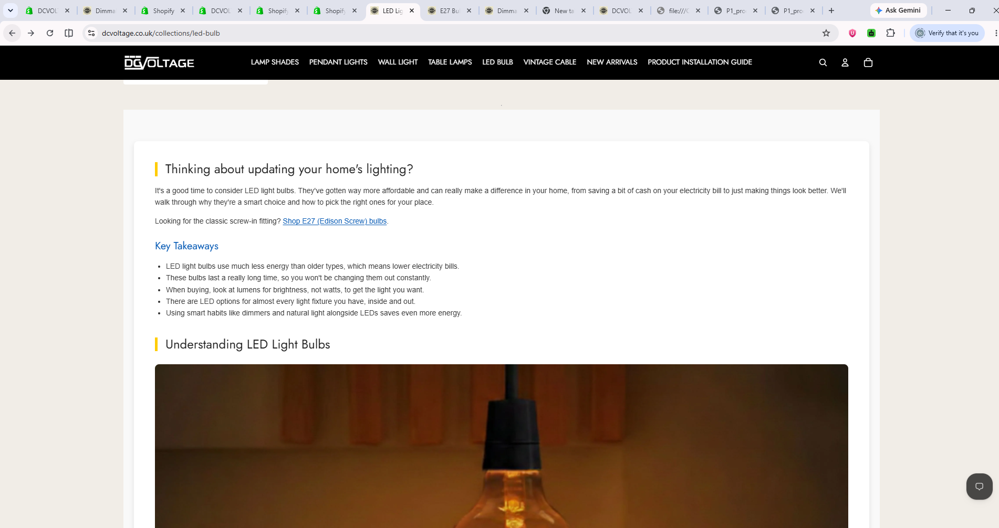 DCVOL
Dimma
Shopify
DCVOL
Shopify
Shopify
LED Lig
E27 Bul
Dimma
New ta
DCVOL
file:///C
P1_pro
P1_pro
Ask Gemini
dcvoltage.co.uk/collections/led-bulb
Verify that it's you
DCVOLTAGE
LAMP SHADES
PENDANT LIGHTS
WALL LIGHT
TABLE LAMPS
LED BULB
VINTAGE CABLE
NEW ARRIVALS
PRODUCT INSTALLATION GUIDE
Thinking about updating your home's lighting?
It's a good time to consider LED light bulbs. They've gotten way more affordable and can really make a difference in your home, from saving a bit of cash on your electricity bill to just making things look better. We'll
walk through why they're a smart choice and how to pick the right ones for your place.
Looking for the classic screw-in fitting? Shop E27 (Edison Screw) bulbs.
Key Takeaways
• LED light bulbs use much less energy than older types, which means lower electricity bills.
• These bulbs last a really long time, so you won't be changing them out constantly.
• When buying, look at lumens for brightness, not watts, to get the light you want.
• There are LED options for almost every light fixture you have, inside and out.
• Using smart habits like dimmers and natural light alongside LEDs saves even more energy.
Understanding LED Light Bulbs